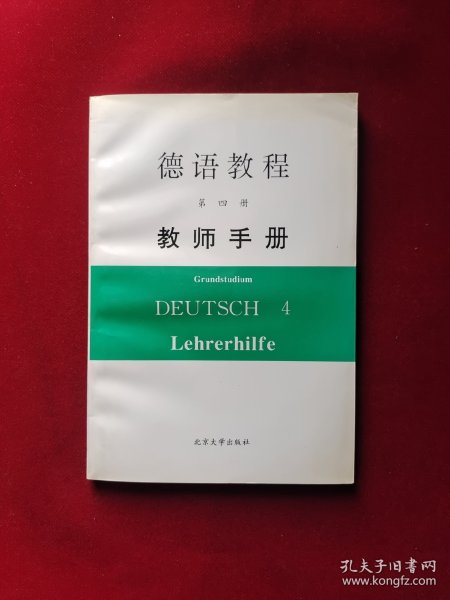 德语教程
第四册
教师手册
Grundstudium
DEUTSCH 4
Lehrerhilfe
北京大学出版社
孔夫子旧书网
www.kongfz.com